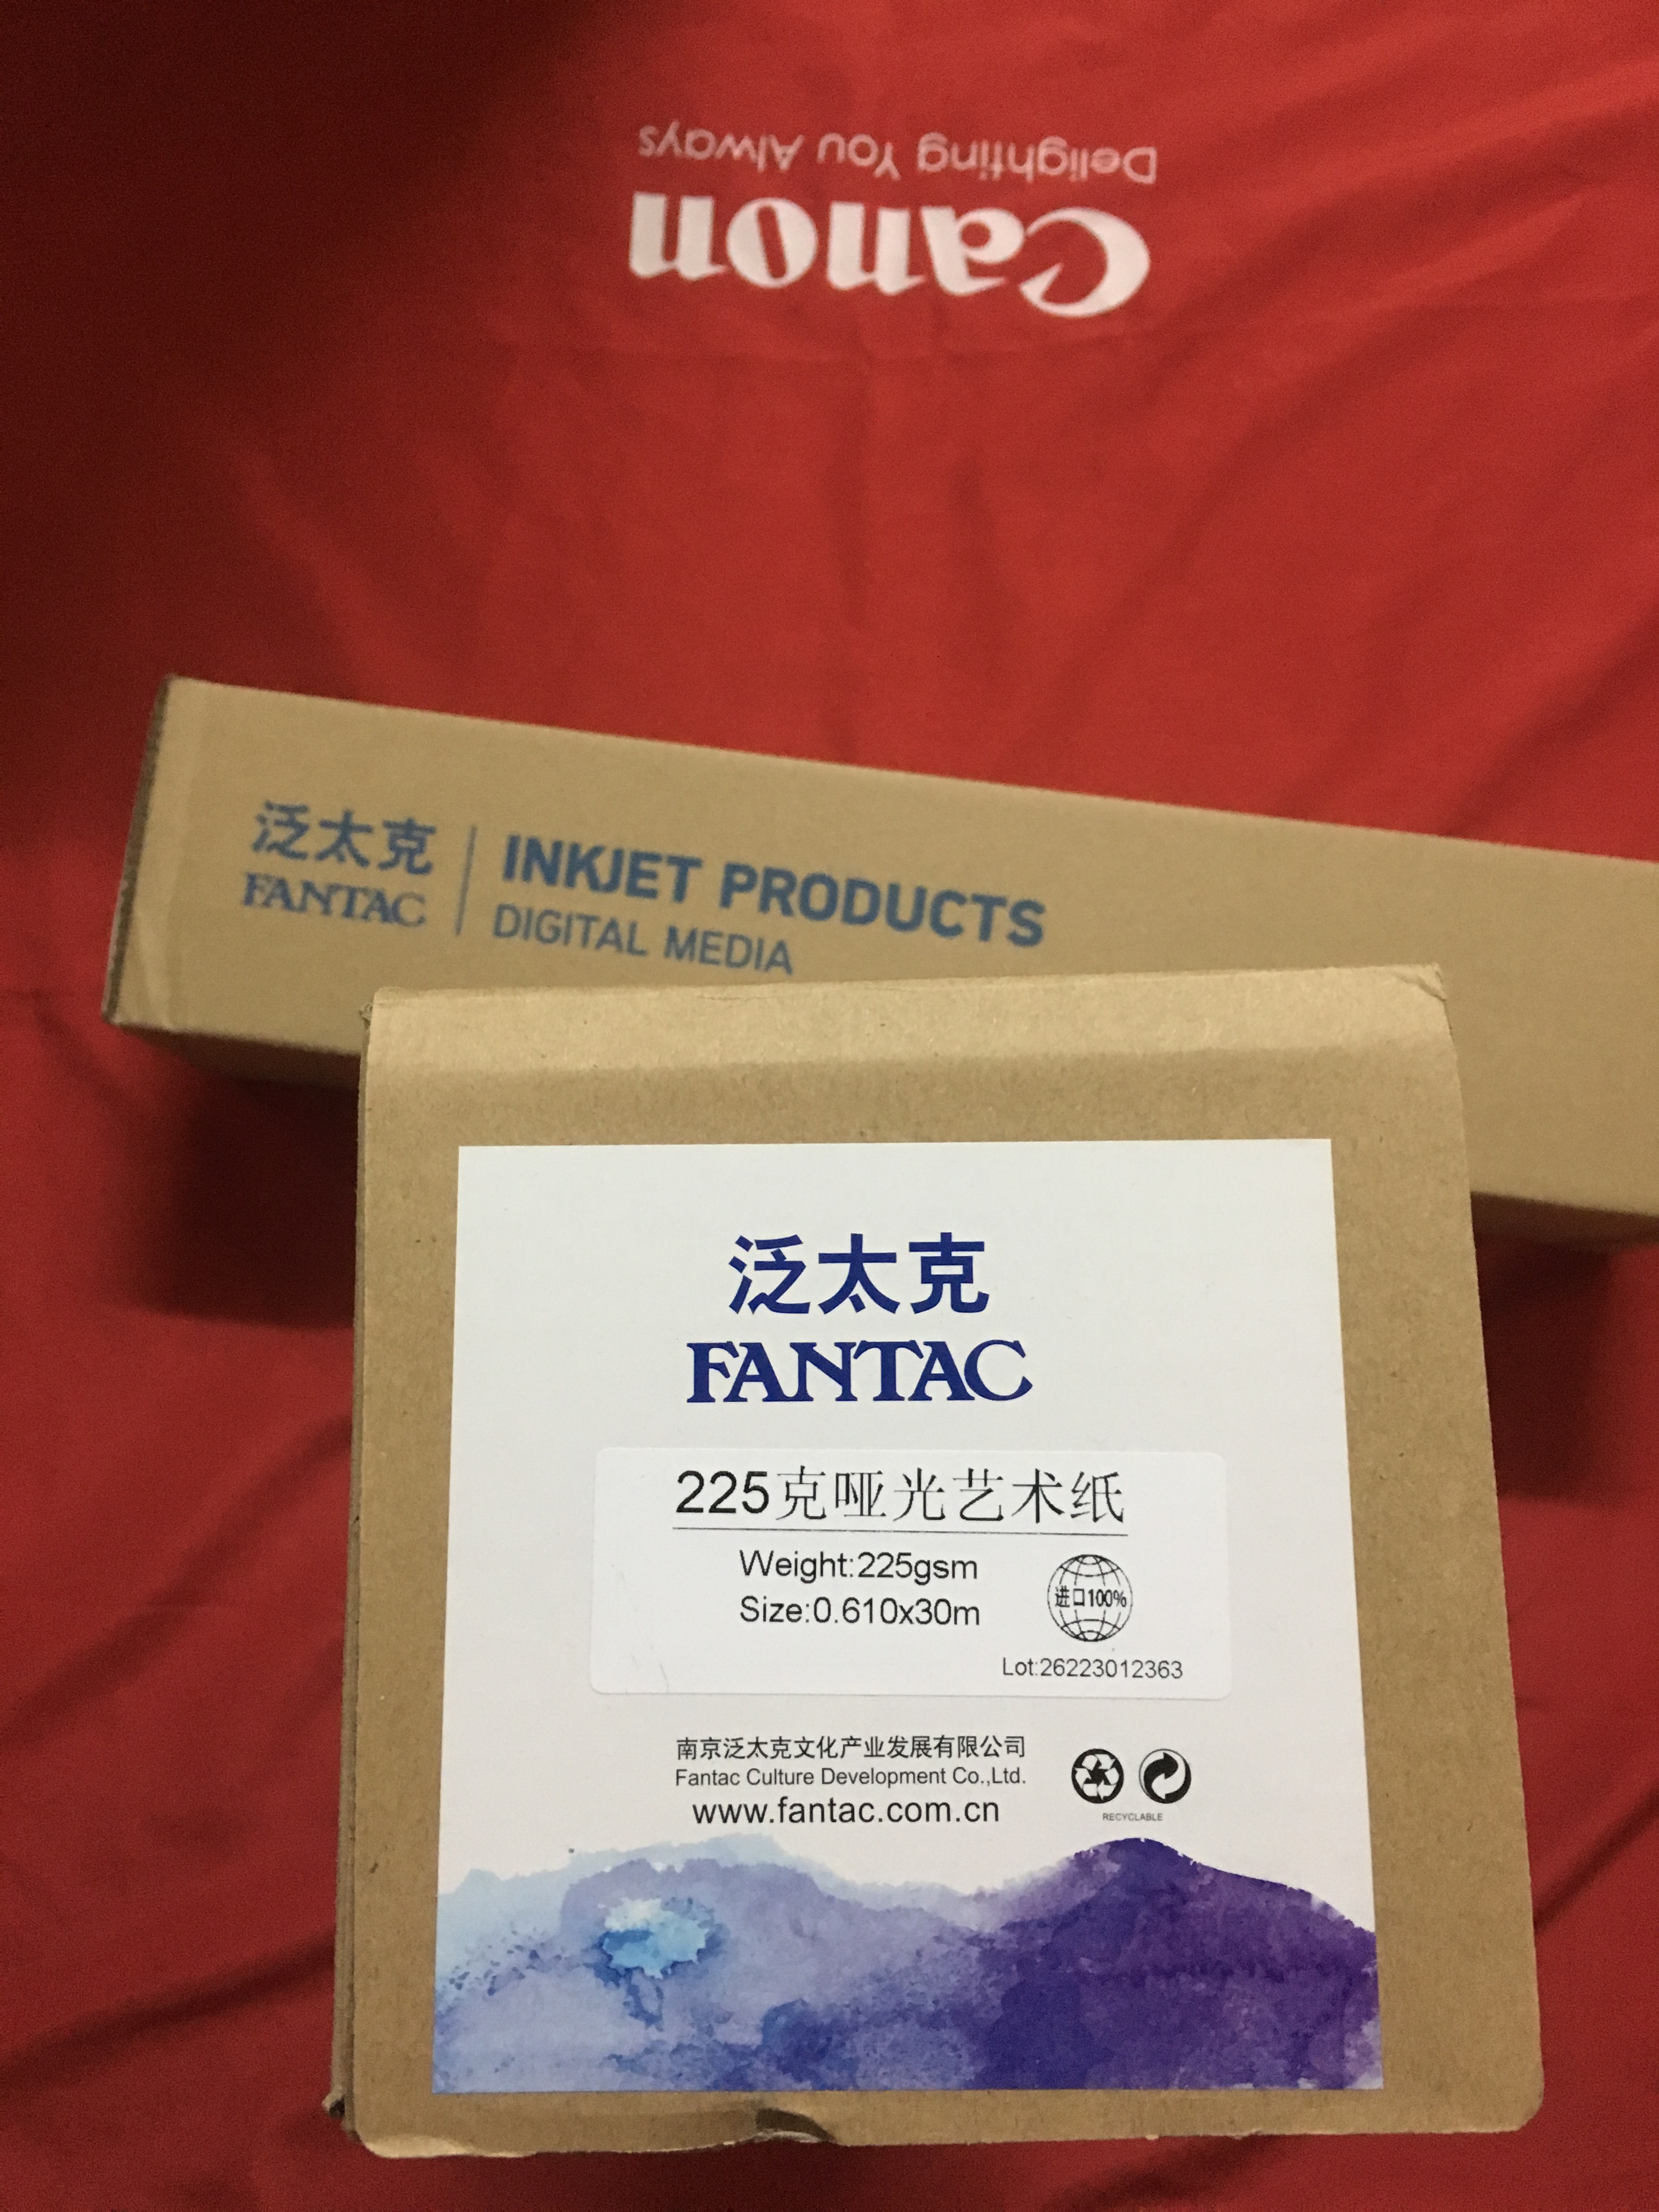 Canon
Delighting You Always
泛太克
FANTAC
INKJET PRODUCTS
DIGITAL MEDIA
泛太克
FANTAC
225克哑光艺术纸
Weight:225gsm
Size:0.610x30m
进口100%
Lot:26223012363
南京泛太克文化产业发展有限公司
Fantac Culture Development Co.,Ltd.
www.fantac.com.cn
RECYCLABLE